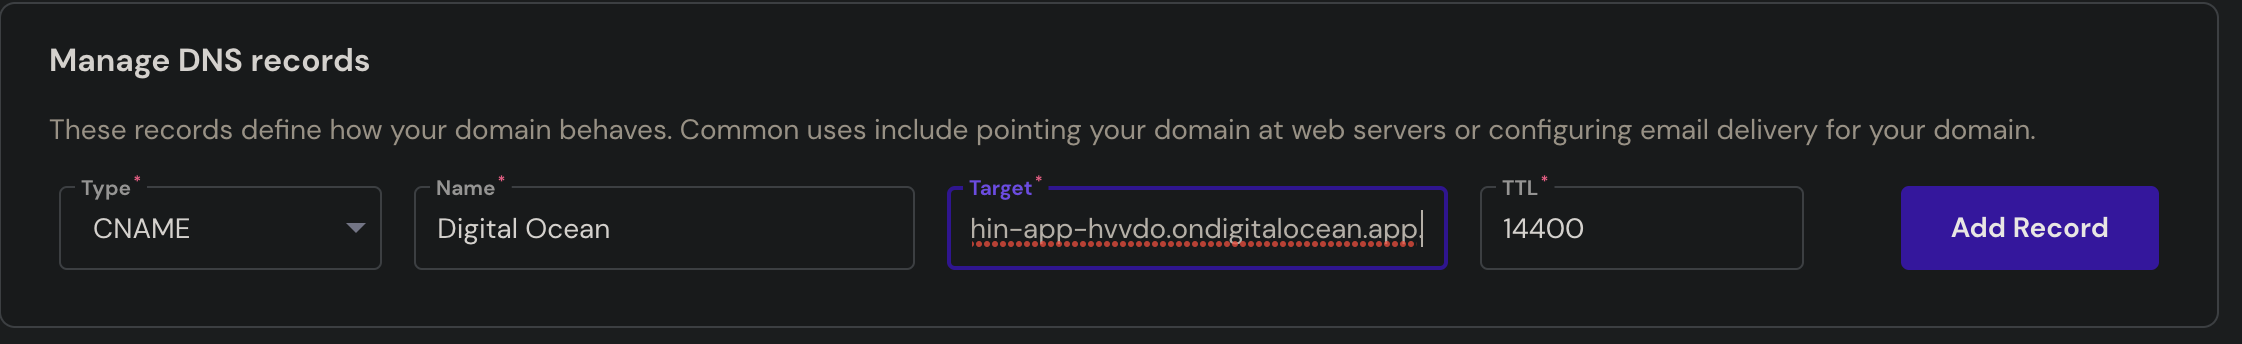 Manage DNS records
These records define how your domain behaves. Common uses include pointing your domain at web servers or configuring email delivery for your domain.
Type* Name* Target* TTL*
CNAME Digital Ocean hin-app-hvvdo.ondigitalocean.app. 14400 Add Record